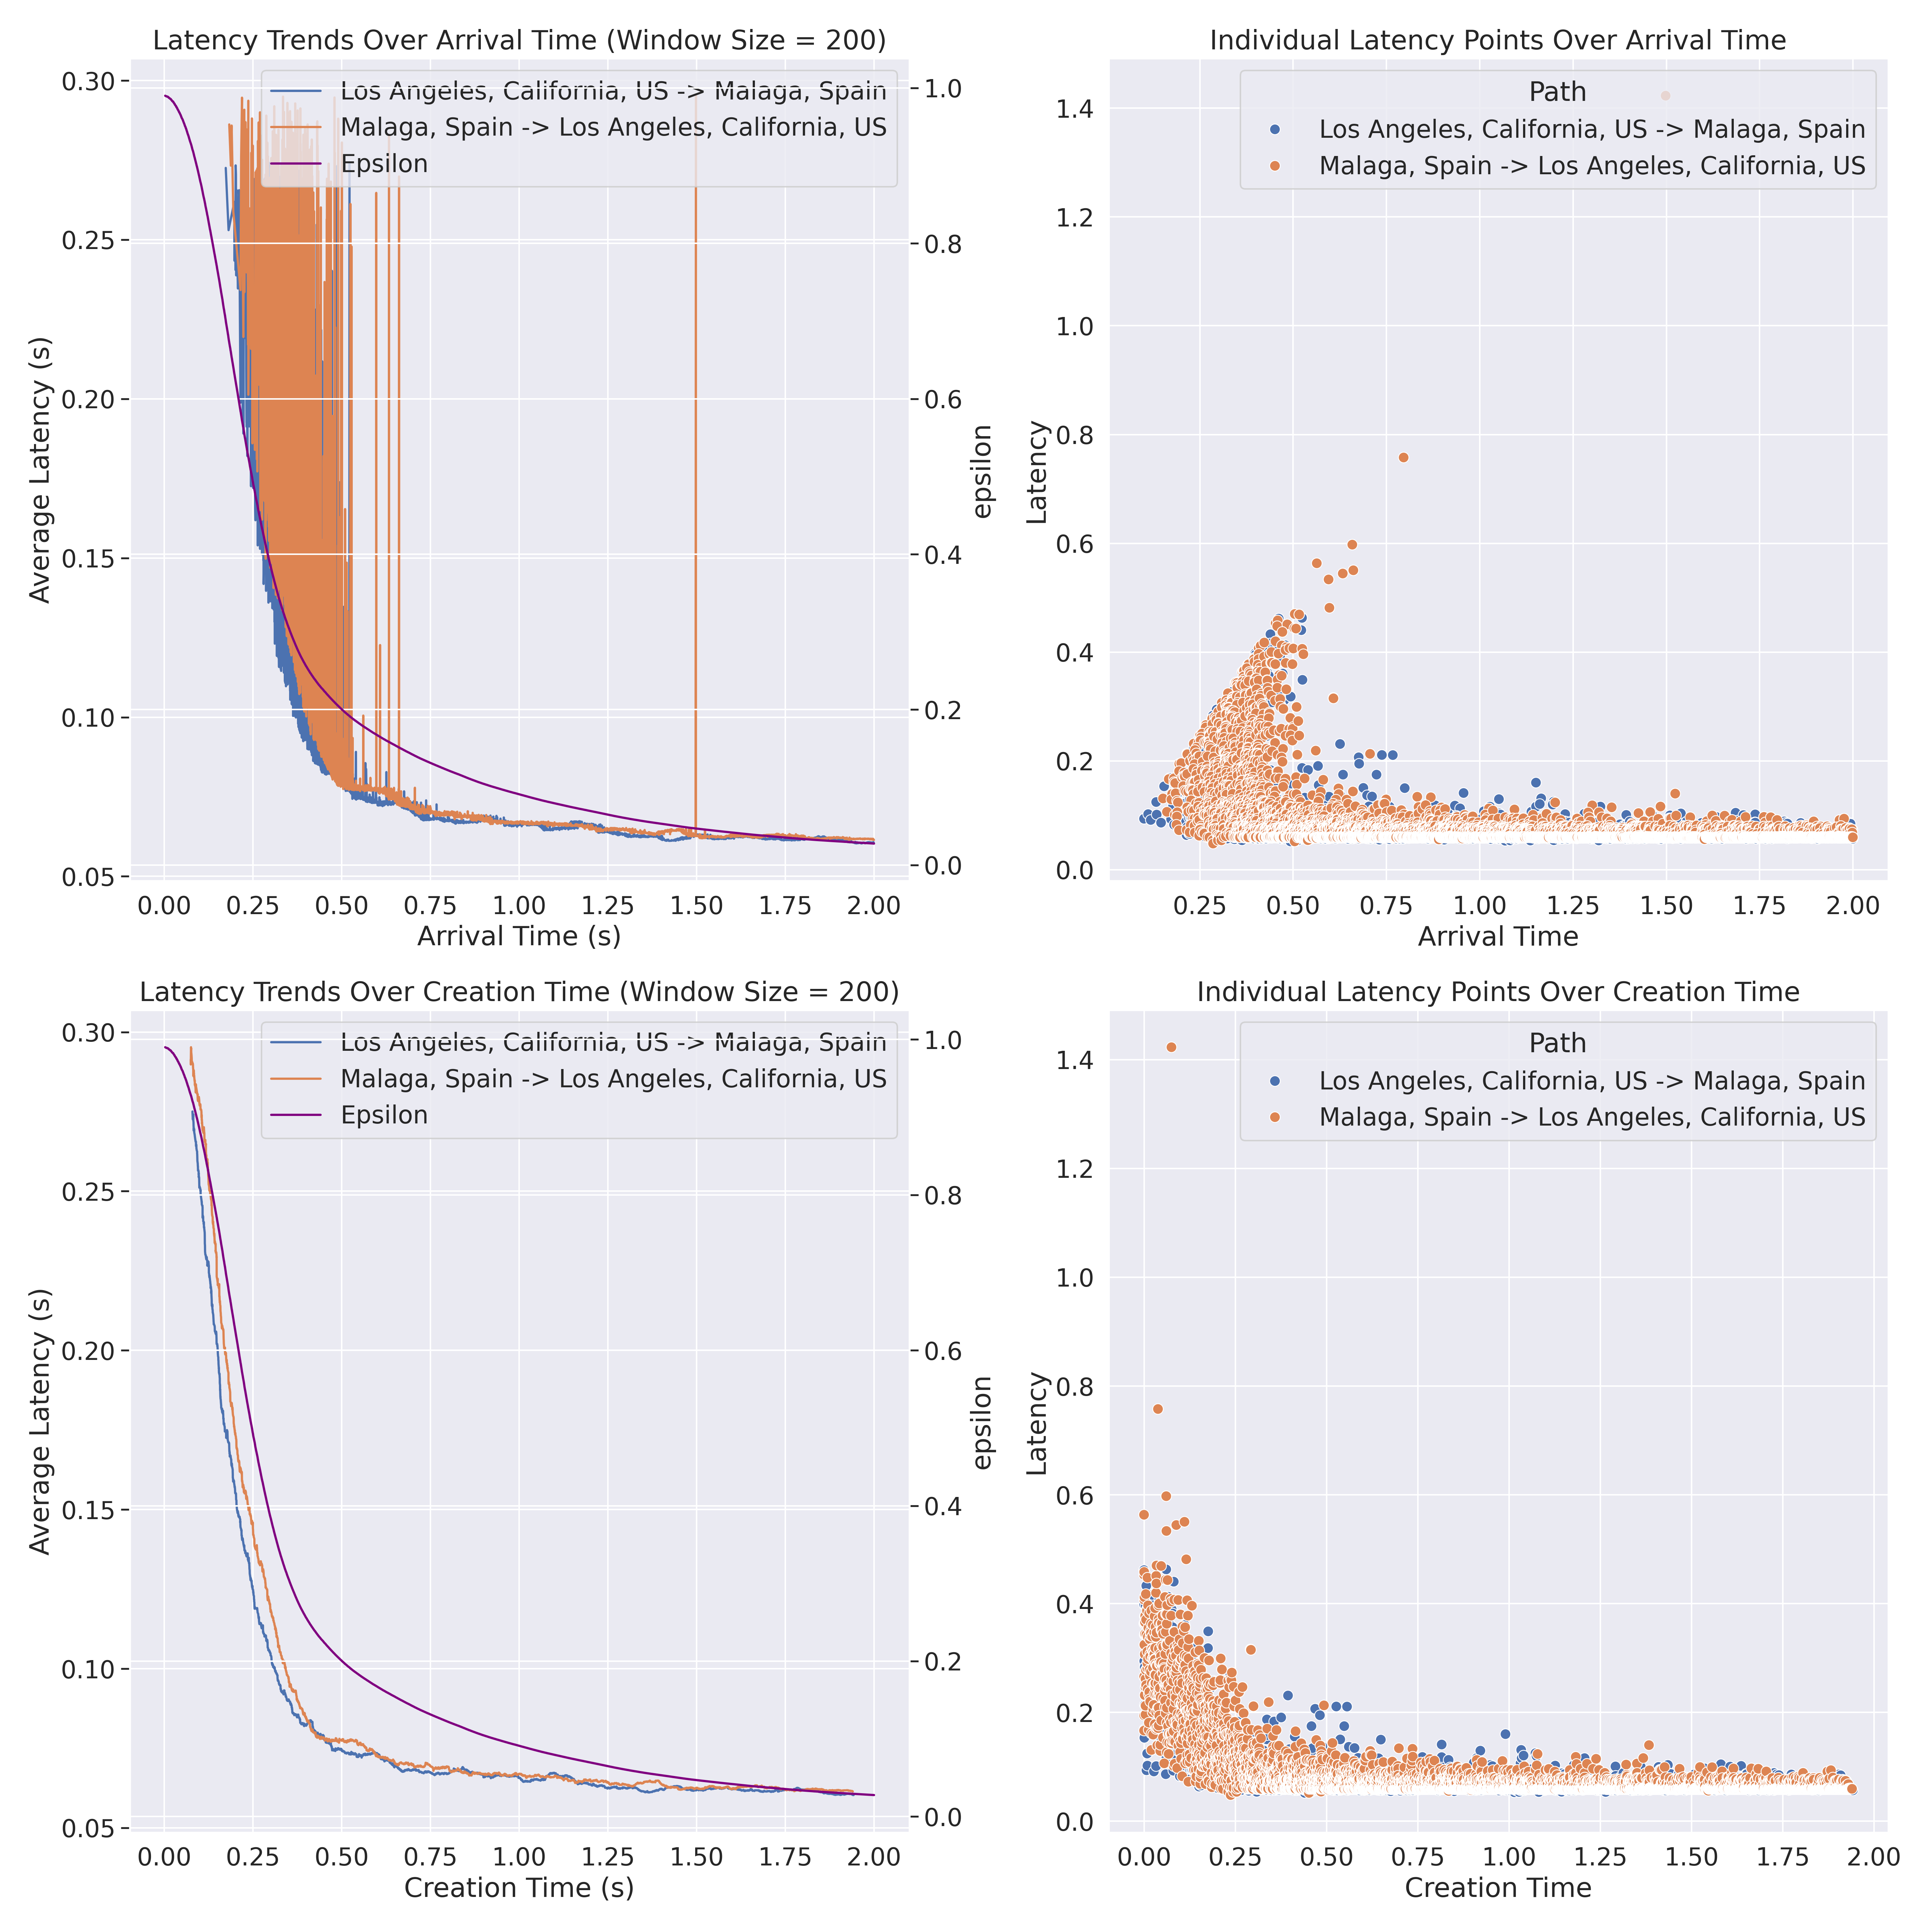 Latency Trends Over Arrival Time (Window Size = 200)
Los Angeles, California, US -> Malaga, Spain
Malaga, Spain -> Los Angeles, California, US
Epsilon
0.30
0.25
0.20
0.15
0.10
0.05
Average Latency (s)
1.0
0.8
0.6
0.4
0.2
0.0
epsilon
0.00 0.25 0.50 0.75 1.00 1.25 1.50 1.75 2.00
Arrival Time (s)
Individual Latency Points Over Arrival Time
Path
Los Angeles, California, US -> Malaga, Spain
Malaga, Spain -> Los Angeles, California, US
1.4
1.2
1.0
0.8
0.6
0.4
0.2
0.0
Latency
0.25 0.50 0.75 1.00 1.25 1.50 1.75 2.00
Arrival Time
Latency Trends Over Creation Time (Window Size = 200)
Los Angeles, California, US -> Malaga, Spain
Malaga, Spain -> Los Angeles, California, US
Epsilon
0.30
0.25
0.20
0.15
0.10
0.05
Average Latency (s)
1.0
0.8
0.6
0.4
0.2
0.0
epsilon
0.00 0.25 0.50 0.75 1.00 1.25 1.50 1.75 2.00
Creation Time (s)
Individual Latency Points Over Creation Time
Path
Los Angeles, California, US -> Malaga, Spain
Malaga, Spain -> Los Angeles, California, US
1.4
1.2
1.0
0.8
0.6
0.4
0.2
0.0
Latency
0.00 0.25 0.50 0.75 1.00 1.25 1.50 1.75 2.00
Creation Time